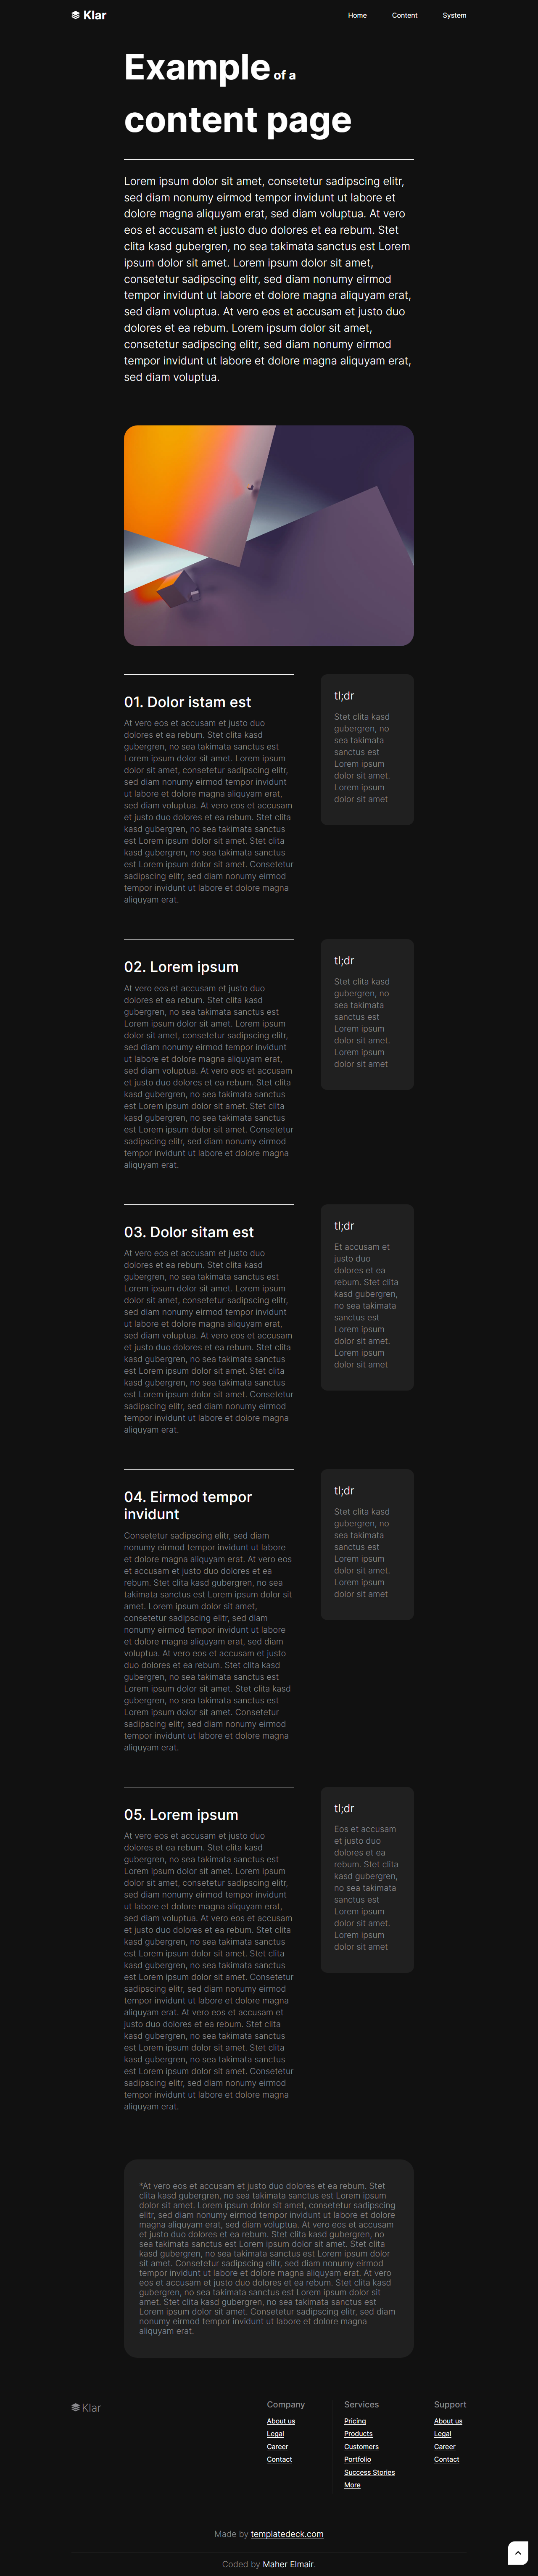 Klar
Home Content System
Example of a
content page
Lorem ipsum dolor sit amet, consetetur sadipscing elitr,
sed diam nonumy eirmod tempor invidunt ut labore et
dolore magna aliquyam erat, sed diam voluptua. At vero
eos et accusam et justo duo dolores et ea rebum. Stet
clita kasd gubergren, no sea takimata sanctus est Lorem
ipsum dolor sit amet. Lorem ipsum dolor sit amet,
consetetur sadipscing elitr, sed diam nonumy eirmod
tempor invidunt ut labore et dolore magna aliquyam erat,
sed diam voluptua. At vero eos et accusam et justo duo
dolores et ea rebum. Lorem ipsum dolor sit amet,
consetetur sadipscing elitr, sed diam nonumy eirmod
tempor invidunt ut labore et dolore magna aliquyam erat,
sed diam voluptua.
01. Dolor istam est
At vero eos et accusam et justo duo
dolores et ea rebum. Stet clita kasd
gubergren, no sea takimata sanctus est
Lorem ipsum dolor sit amet. Lorem ipsum
dolor sit amet, consetetur sadipscing elitr,
sed diam nonumy eirmod tempor invidunt
ut labore et dolore magna aliquyam erat,
sed diam voluptua. At vero eos et accusam
et justo duo dolores et ea rebum. Stet clita
kasd gubergren, no sea takimata sanctus
est Lorem ipsum dolor sit amet. Stet clita
kasd gubergren, no sea takimata sanctus
est Lorem ipsum dolor sit amet. Consetetur
sadipscing elitr, sed diam nonumy eirmod
tempor invidunt ut labore et dolore magna
aliquyam erat.
tl;dr
Stet clita kasd
gubergren, no
sea takimata
sanctus est
Lorem ipsum
dolor sit amet.
Lorem ipsum
dolor sit amet
02. Lorem ipsum
At vero eos et accusam et justo duo
dolores et ea rebum. Stet clita kasd
gubergren, no sea takimata sanctus est
Lorem ipsum dolor sit amet. Lorem ipsum
dolor sit amet, consetetur sadipscing elitr,
sed diam nonumy eirmod tempor invidunt
ut labore et dolore magna aliquyam erat,
sed diam voluptua. At vero eos et accusam
et justo duo dolores et ea rebum. Stet clita
kasd gubergren, no sea takimata sanctus
est Lorem ipsum dolor sit amet. Stet clita
kasd gubergren, no sea takimata sanctus
est Lorem ipsum dolor sit amet. Consetetur
sadipscing elitr, sed diam nonumy eirmod
tempor invidunt ut labore et dolore magna
aliquyam erat.
tl;dr
Stet clita kasd
gubergren, no
sea takimata
sanctus est
Lorem ipsum
dolor sit amet.
Lorem ipsum
dolor sit amet
03. Dolor sitam est
At vero eos et accusam et justo duo
dolores et ea rebum. Stet clita kasd
gubergren, no sea takimata sanctus est
Lorem ipsum dolor sit amet. Lorem ipsum
dolor sit amet, consetetur sadipscing elitr,
sed diam nonumy eirmod tempor invidunt
ut labore et dolore magna aliquyam erat,
sed diam voluptua. At vero eos et accusam
et justo duo dolores et ea rebum. Stet clita
kasd gubergren, no sea takimata sanctus
est Lorem ipsum dolor sit amet. Stet clita
kasd gubergren, no sea takimata sanctus
est Lorem ipsum dolor sit amet. Consetetur
sadipscing elitr, sed diam nonumy eirmod
tempor invidunt ut labore et dolore magna
aliquyam erat.
tl;dr
Et accusam et
justo duo
dolores et ea
rebum. Stet clita
kasd gubergren,
no sea takimata
sanctus est
Lorem ipsum
dolor sit amet.
Lorem ipsum
dolor sit amet
04. Eirmod tempor
invidunt
Consetetur sadipscing elitr, sed diam
nonumy eirmod tempor invidunt ut labore
et dolore magna aliquyam erat. At vero eos
et accusam et justo duo dolores et ea
rebum. Stet clita kasd gubergren, no sea
takimata sanctus est Lorem ipsum dolor sit
amet. Lorem ipsum dolor sit amet,
consetetur sadipscing elitr, sed diam
nonumy eirmod tempor invidunt ut labore
et dolore magna aliquyam erat, sed diam
voluptua. At vero eos et accusam et justo
duo dolores et ea rebum. Stet clita kasd
gubergren, no sea takimata sanctus est
Lorem ipsum dolor sit amet. Stet clita kasd
gubergren, no sea takimata sanctus est
Lorem ipsum dolor sit amet. Consetetur
sadipscing elitr, sed diam nonumy eirmod
tempor invidunt ut labore et dolore magna
aliquyam erat.
tl;dr
Stet clita kasd
gubergren, no
sea takimata
sanctus est
Lorem ipsum
dolor sit amet.
Lorem ipsum
dolor sit amet
05. Lorem ipsum
At vero eos et accusam et justo duo
dolores et ea rebum. Stet clita kasd
gubergren, no sea takimata sanctus est
Lorem ipsum dolor sit amet. Lorem ipsum
dolor sit amet, consetetur sadipscing elitr,
sed diam nonumy eirmod tempor invidunt
ut labore et dolore magna aliquyam erat,
sed diam voluptua. At vero eos et accusam
et justo duo dolores et ea rebum. Stet clita
kasd gubergren, no sea takimata sanctus
est Lorem ipsum dolor sit amet. Stet clita
kasd gubergren, no sea takimata sanctus
est Lorem ipsum dolor sit amet. Consetetur
sadipscing elitr, sed diam nonumy eirmod
tempor invidunt ut labore et dolore magna
aliquyam erat. At vero eos et accusam et
justo duo dolores et ea rebum. Stet clita
kasd gubergren, no sea takimata sanctus
est Lorem ipsum dolor sit amet. Stet clita
kasd gubergren, no sea takimata sanctus
est Lorem ipsum dolor sit amet. Consetetur
sadipscing elitr, sed diam nonumy eirmod
tempor invidunt ut labore et dolore magna
aliquyam erat.
tl;dr
Eos et accusam
et justo duo
dolores et ea
rebum. Stet clita
kasd gubergren,
no sea takimata
sanctus est
Lorem ipsum
dolor sit amet.
Lorem ipsum
dolor sit amet
*At vero eos et accusam et justo duo dolores et ea rebum. Stet
clita kasd gubergren, no sea takimata sanctus est Lorem ipsum
dolor sit amet. Lorem ipsum dolor sit amet, consetetur sadipscing
elitr, sed diam nonumy eirmod tempor invidunt ut labore et dolore
magna aliquyam erat, sed diam voluptua. At vero eos et accusam
et justo duo dolores et ea rebum. Stet clita kasd gubergren, no
sea takimata sanctus est Lorem ipsum dolor sit amet. Stet clita
kasd gubergren, no sea takimata sanctus est Lorem ipsum dolor
sit amet. Consetetur sadipscing elitr, sed diam nonumy eirmod
tempor invidunt ut labore et dolore magna aliquyam erat. At vero
eos et accusam et justo duo dolores et ea rebum. Stet clita kasd
gubergren, no sea takimata sanctus est Lorem ipsum dolor sit
amet. Stet clita kasd gubergren, no sea takimata sanctus est
Lorem ipsum dolor sit amet. Consetetur sadipscing elitr, sed diam
nonumy eirmod tempor invidunt ut labore et dolore magna
aliquyam erat.
Klar
Company
About us
Legal
Career
Contact
Services
Pricing
Products
Customers
Portfolio
Success Stories
More
Support
About us
Legal
Career
Contact
Made by templatedeck.com
Coded by Maher Elmair.